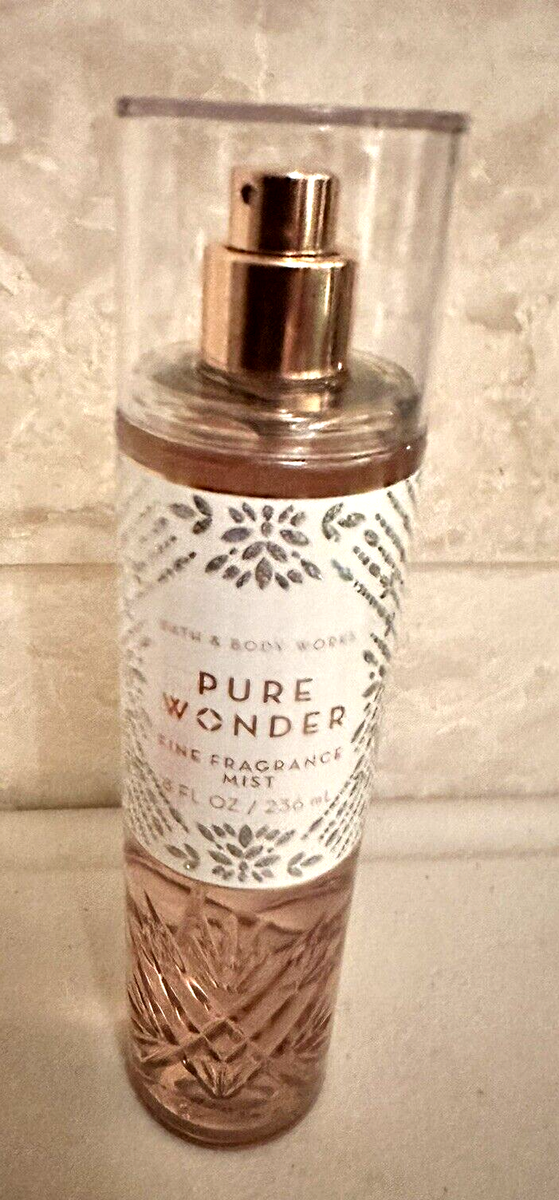 BATH & BODY WORKS
PURE
WONDER
FINE FRAGRANCE
MIST
8 FL OZ / 236 mL